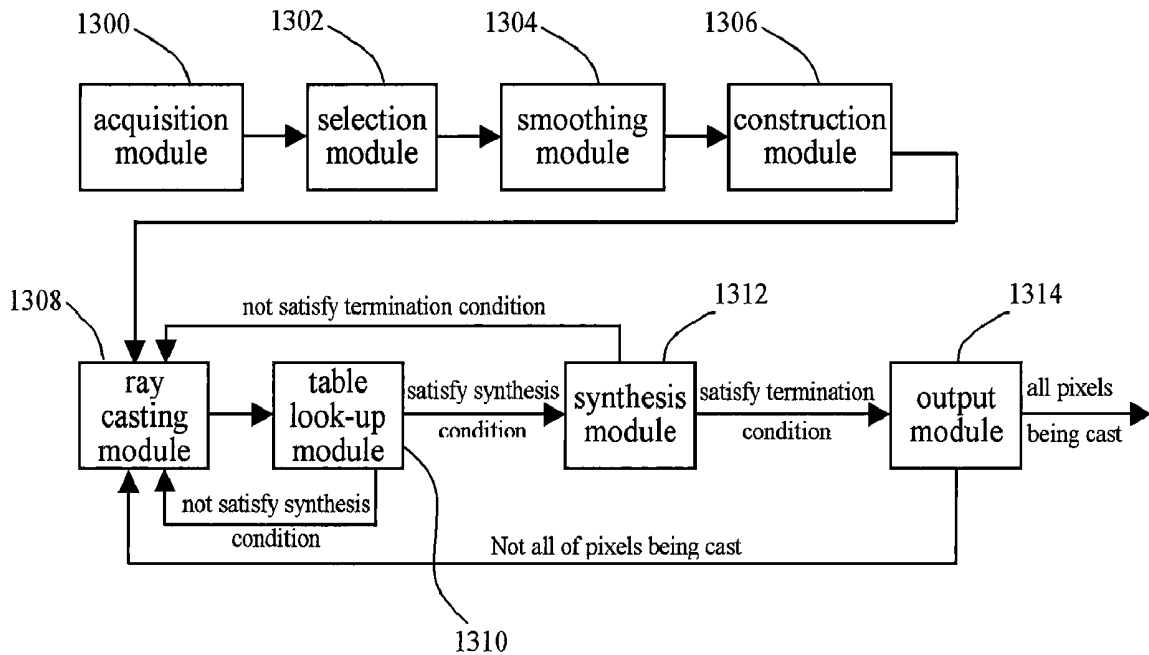 1300
1302
1304
1306
acquisition
module
selection
module
smoothing
module
construction
module
1308
not satisfy termination condition
1312
1314
ray
casting
module
table
look-up
module
satisfy synthesis
condition
synthesis
module
satisfy termination
condition
output
module
all pixels
being cast
not satisfy synthesis
condition
Not all of pixels being cast
1310